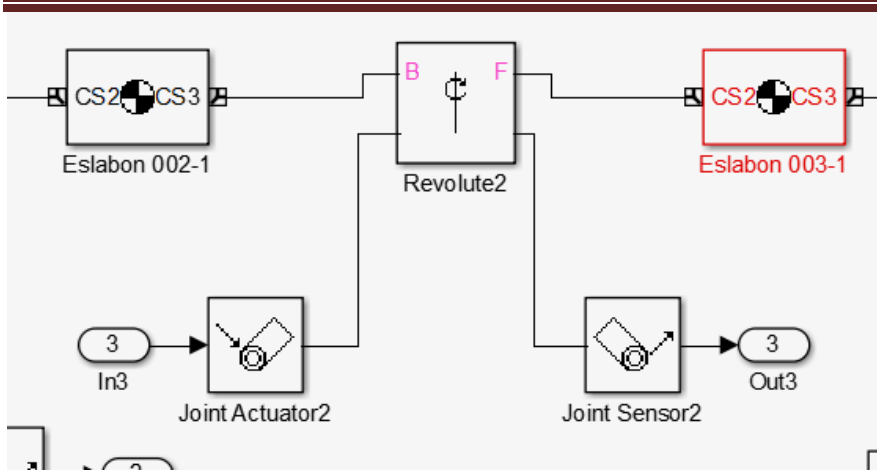 B F
CS2 CS3
CS2 CS3
Eslabon 002-1
Revolute2
Eslabon 003-1
3
3
In3
Out3
Joint Actuator2
Joint Sensor2